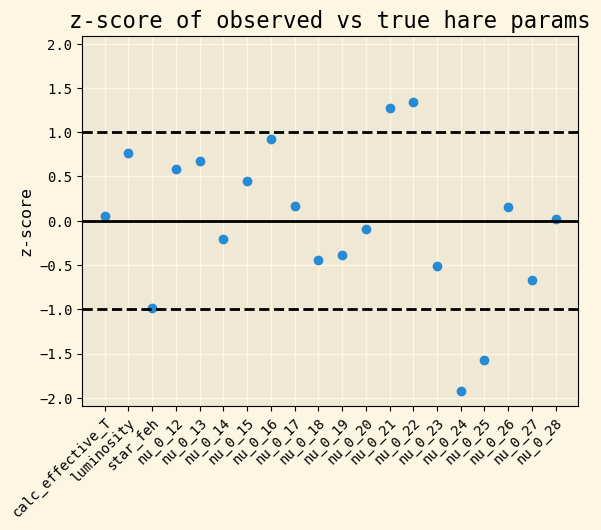 z-score of observed vs true hare params
z-score
2.0
1.5
1.0
0.5
0.0
−0.5
−1.0
−1.5
−2.0
calc_effective_T
luminosity
star_feh
nu_0_12
nu_0_13
nu_0_14
nu_0_15
nu_0_16
nu_0_17
nu_0_18
nu_0_19
nu_0_20
nu_0_21
nu_0_22
nu_0_23
nu_0_24
nu_0_25
nu_0_26
nu_0_27
nu_0_28